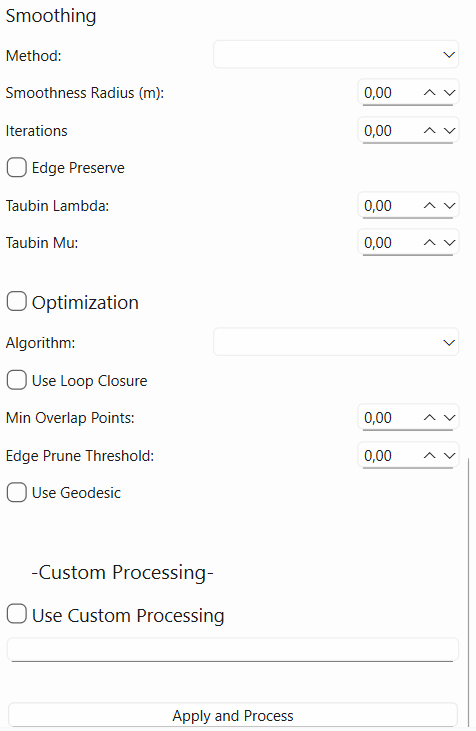 Smoothing
Method:
Smoothness Radius (m): 0,00
Iterations 0,00
Edge Preserve
Taubin Lambda: 0,00
Taubin Mu: 0,00
Optimization
Algorithm:
Use Loop Closure
Min Overlap Points: 0,00
Edge Prune Threshold: 0,00
Use Geodesic
-Custom Processing-
Use Custom Processing
Apply and Process